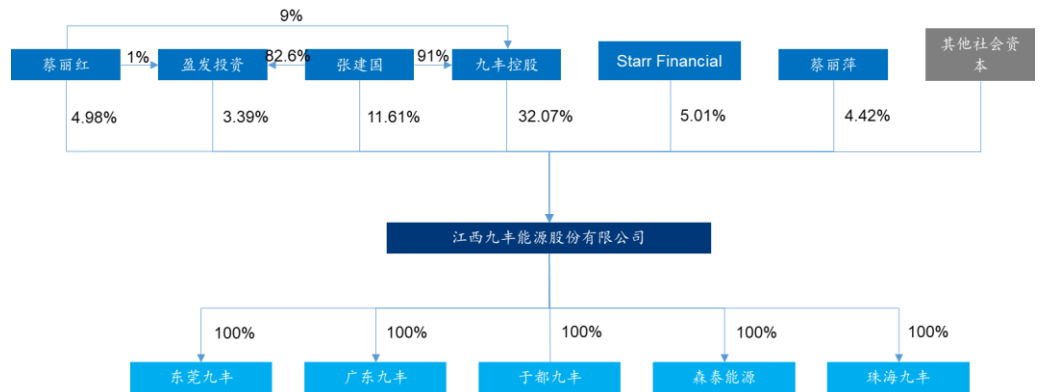 9%
蔡丽红
1%
盈发投资
82.6%
张建国
91%
九丰控股
Starr Financial
蔡丽萍
其他社会资
本
4.98%
3.39%
11.61%
32.07%
5.01%
4.42%
江西九丰能源股份有限公司
100%
100%
100%
100%
100%
东莞九丰
广东九丰
于都九丰
森泰能源
珠海九丰